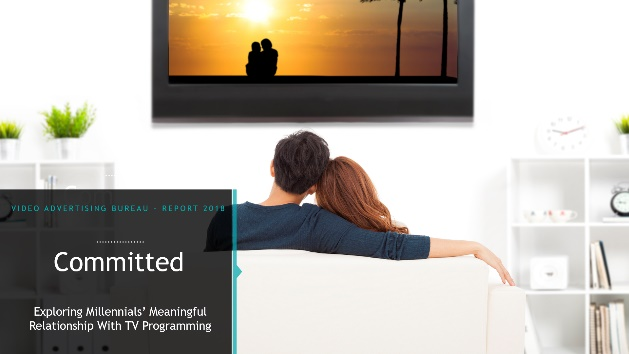 VIDEO ADVERTISING BUREAU - REPORT 2018
Committed
Exploring Millennials' Meaningful
Relationship With TV Programming